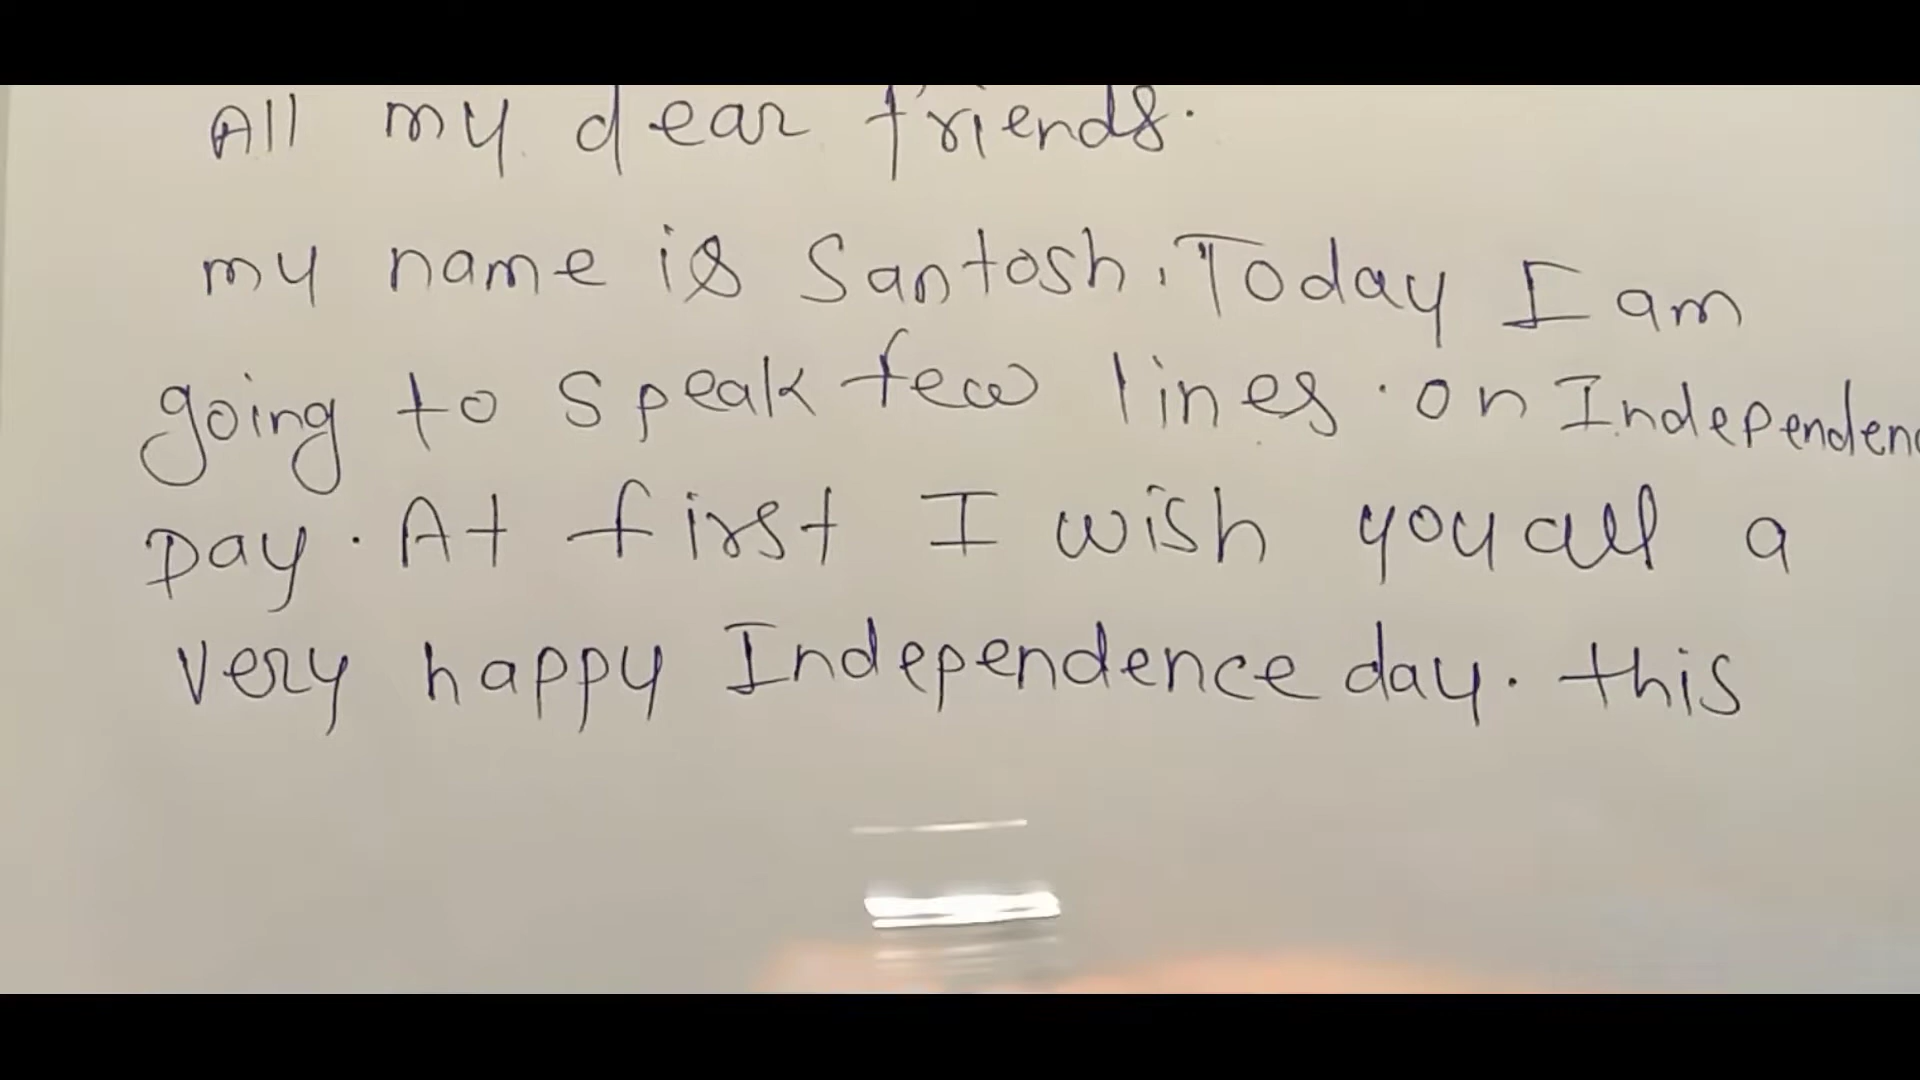 All my dear friends.
my name is Santosh. Today I am
going to speak few lines. on Independenc
Day. At first I wish you all a
very happy Independence day. this